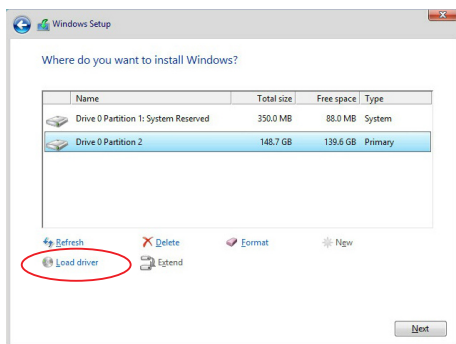 Windows Setup
Where do you want to install Windows?
Name Total size Free space Type
Drive 0 Partition 1: System Reserved 350.0 MB 88.0 MB System
Drive 0 Partition 2 148.7 GB 139.6 GB Primary
Refresh Delete Format New
Load driver Extend
Next